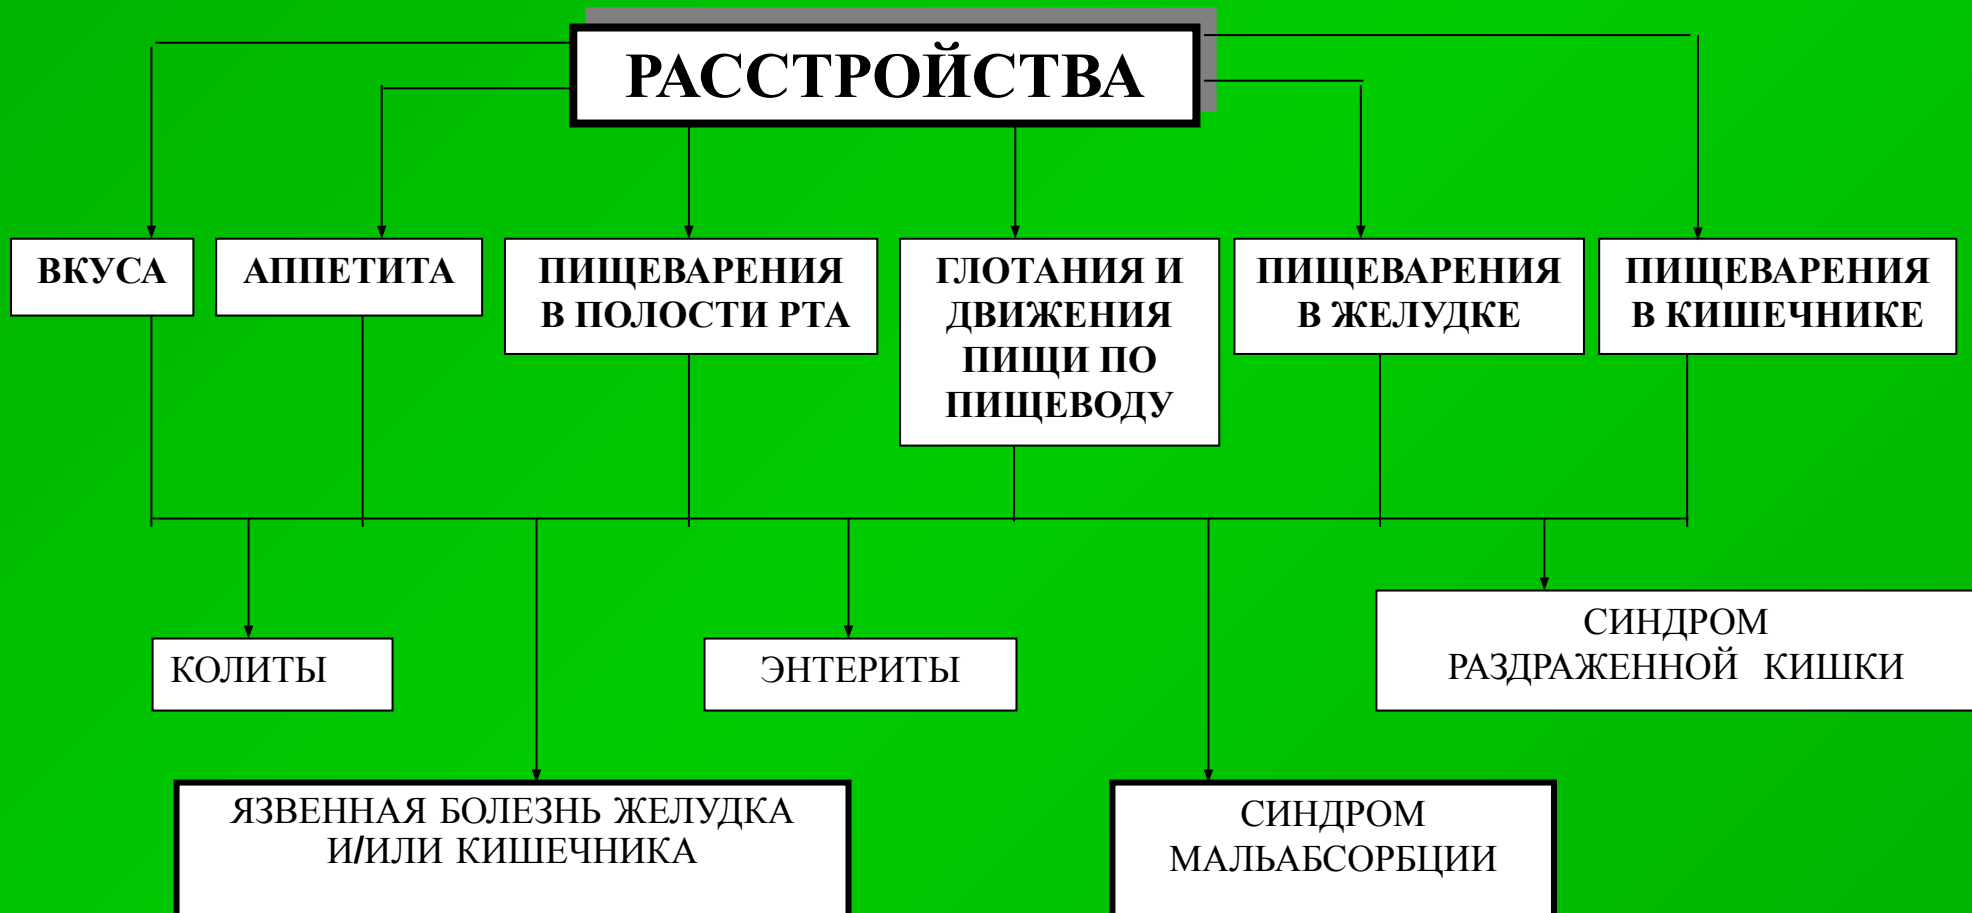 РАССТРОЙСТВА
ВКУСА
АППЕТИТА
ПИЩЕВАРЕНИЯ
В ПОЛОСТИ РТА
ГЛОТАНИЯ И
ДВИЖЕНИЯ
ПИЩИ ПО
ПИЩЕВОДУ
ПИЩЕВАРЕНИЯ
В ЖЕЛУДКЕ
ПИЩЕВАРЕНИЯ
В КИШЕЧНИКЕ
КОЛИТЫ
ЭНТЕРИТЫ
СИНДРОМ
РАЗДРАЖЕННОЙ КИШКИ
ЯЗВЕННАЯ БОЛЕЗНЬ ЖЕЛУДКА
И/ИЛИ КИШЕЧНИКА
СИНДРОМ
МАЛЬАБСОРБЦИИ